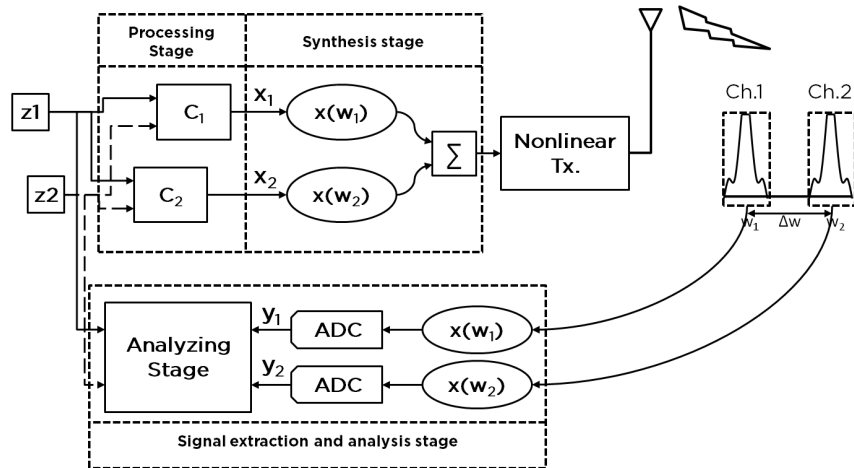 Processing
Stage
Synthesis stage
z1
z2
C₁
C₂
x₁
x₂
x(w₁)
x(w₂)
∑
Nonlinear
Tx.
Ch.1
Ch.2
w₁
Δw
w₂
Analyzing
Stage
y₁
y₂
ADC
ADC
x(w₁)
x(w₂)
Signal extraction and analysis stage